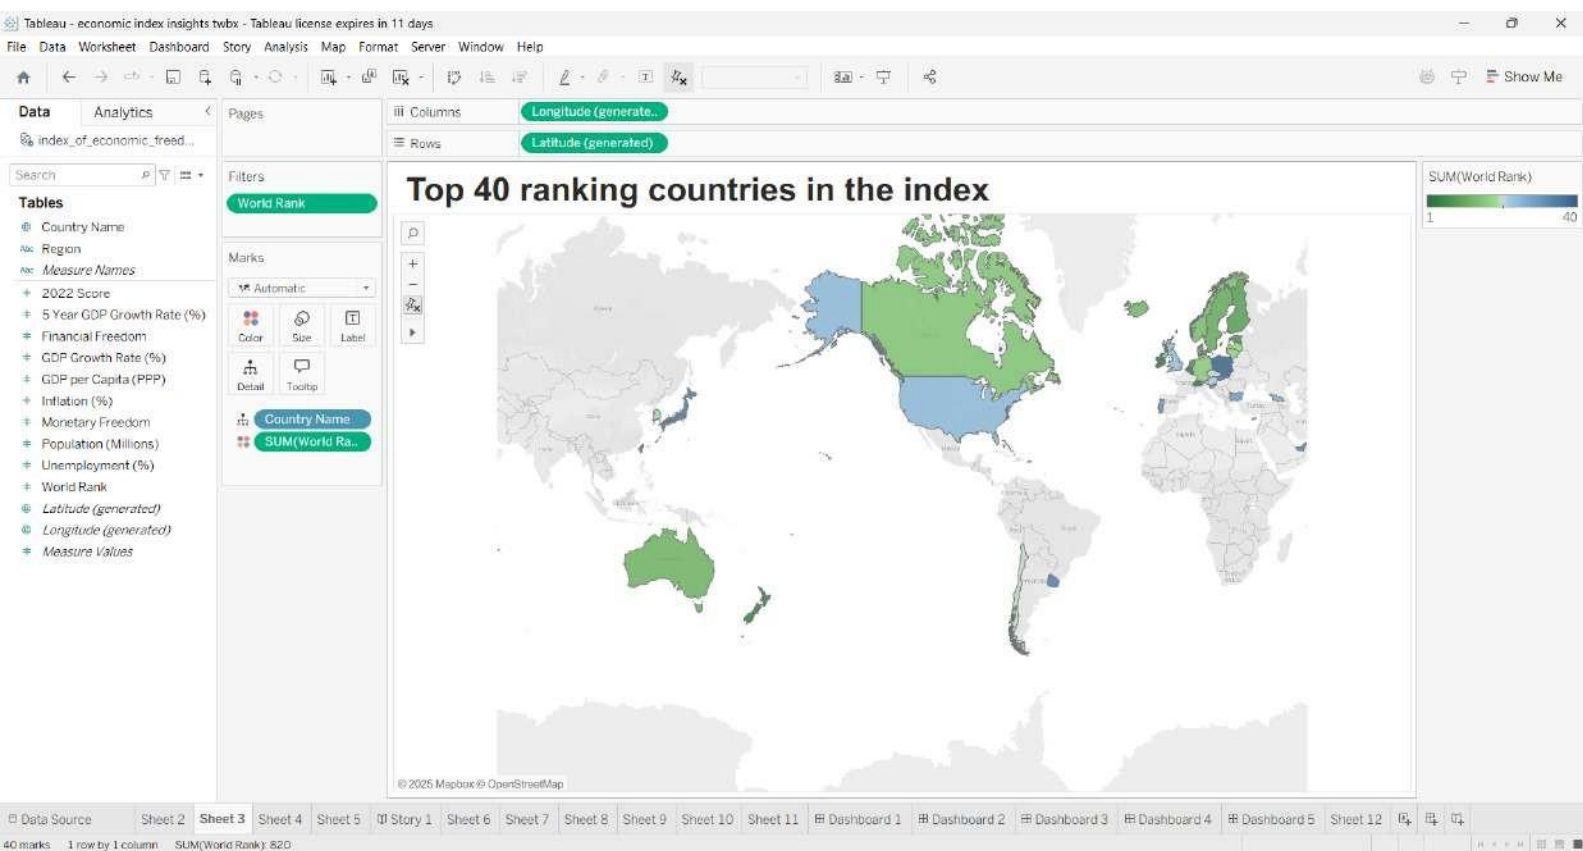 Tableau - economic index insights twbx - Tableau license expires in 11 days
File Data Worksheet Dashboard Story Analysis Map Format Server Window Help
Show Me
Data Analytics
index_of_economic_freed...
Search
Tables
Country Name
Abc Region
Abc Measure Names
2022 Score
5 Year GDP Growth Rate (%)
Financial Freedom
GDP Growth Rate (%)
GDP per Capita (PPP)
Inflation (%)
Monetary Freedom
Population (Millions)
Unemployment (%)
World Rank
Latitude (generated)
Longitude (generated)
Measure Values
Pages
Filters
World Rank
Marks
Automatic
Color Size Label
Detail Tooltip
Country Name
SUM(World Ra..
Columns Longitude (generate..
Rows Latitude (generated)
Top 40 ranking countries in the index
© 2025 Mapbox © OpenStreetMap
SUM(World Rank)
1 40
Data Source Sheet 2 Sheet 3 Sheet 4 Sheet 5 Story 1 Sheet 6 Sheet 7 Sheet 8 Sheet 9 Sheet 10 Sheet 11 Dashboard 1 Dashboard 2 Dashboard 3 Dashboard 4 Dashboard 5 Sheet 12
40 marks 1 row by 1 column SUM(World Rank): 820